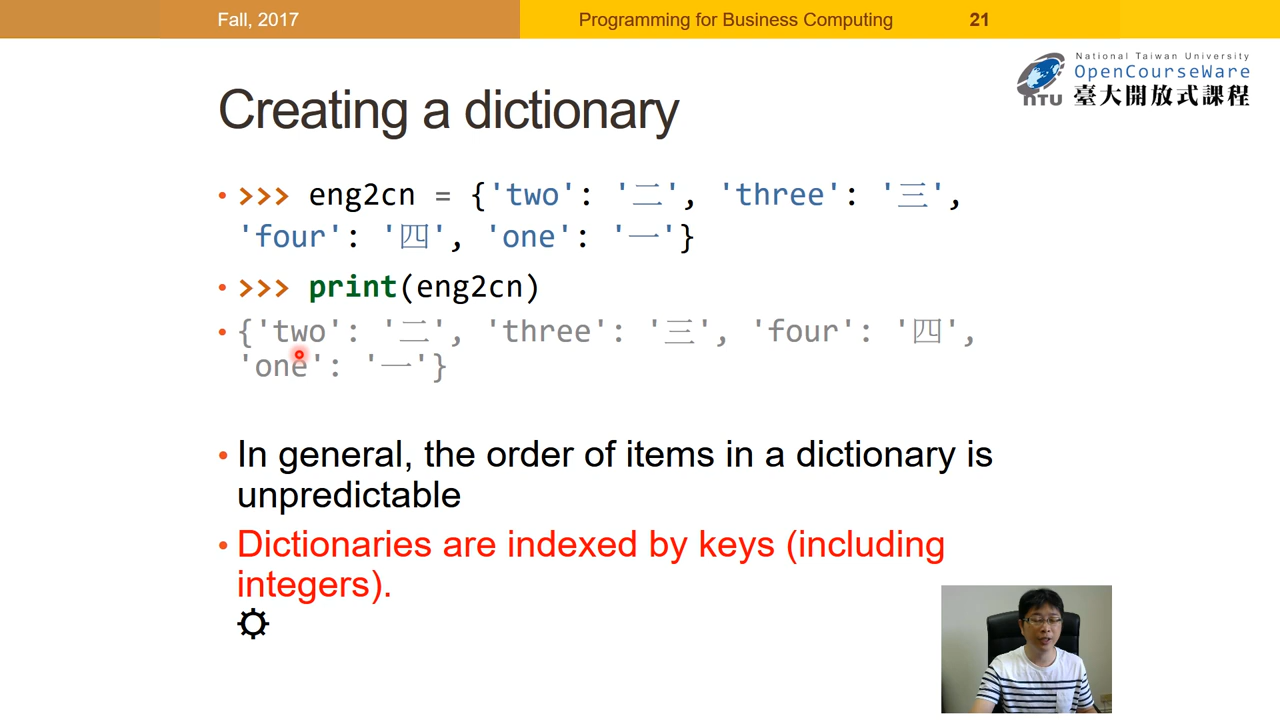 Fall, 2017
Programming for Business Computing
21
National Taiwan University
OpenCourseWare
臺大開放式課程
NTU
Creating a dictionary
• >>> eng2cn = {'two': '二', 'three': '三',
'four': '四', 'one': '一'}
• >>> print(eng2cn)
• {'two': '二', 'three': '三', 'four': '四',
'one': '一'}
• In general, the order of items in a dictionary is
unpredictable
• Dictionaries are indexed by keys (including
integers).